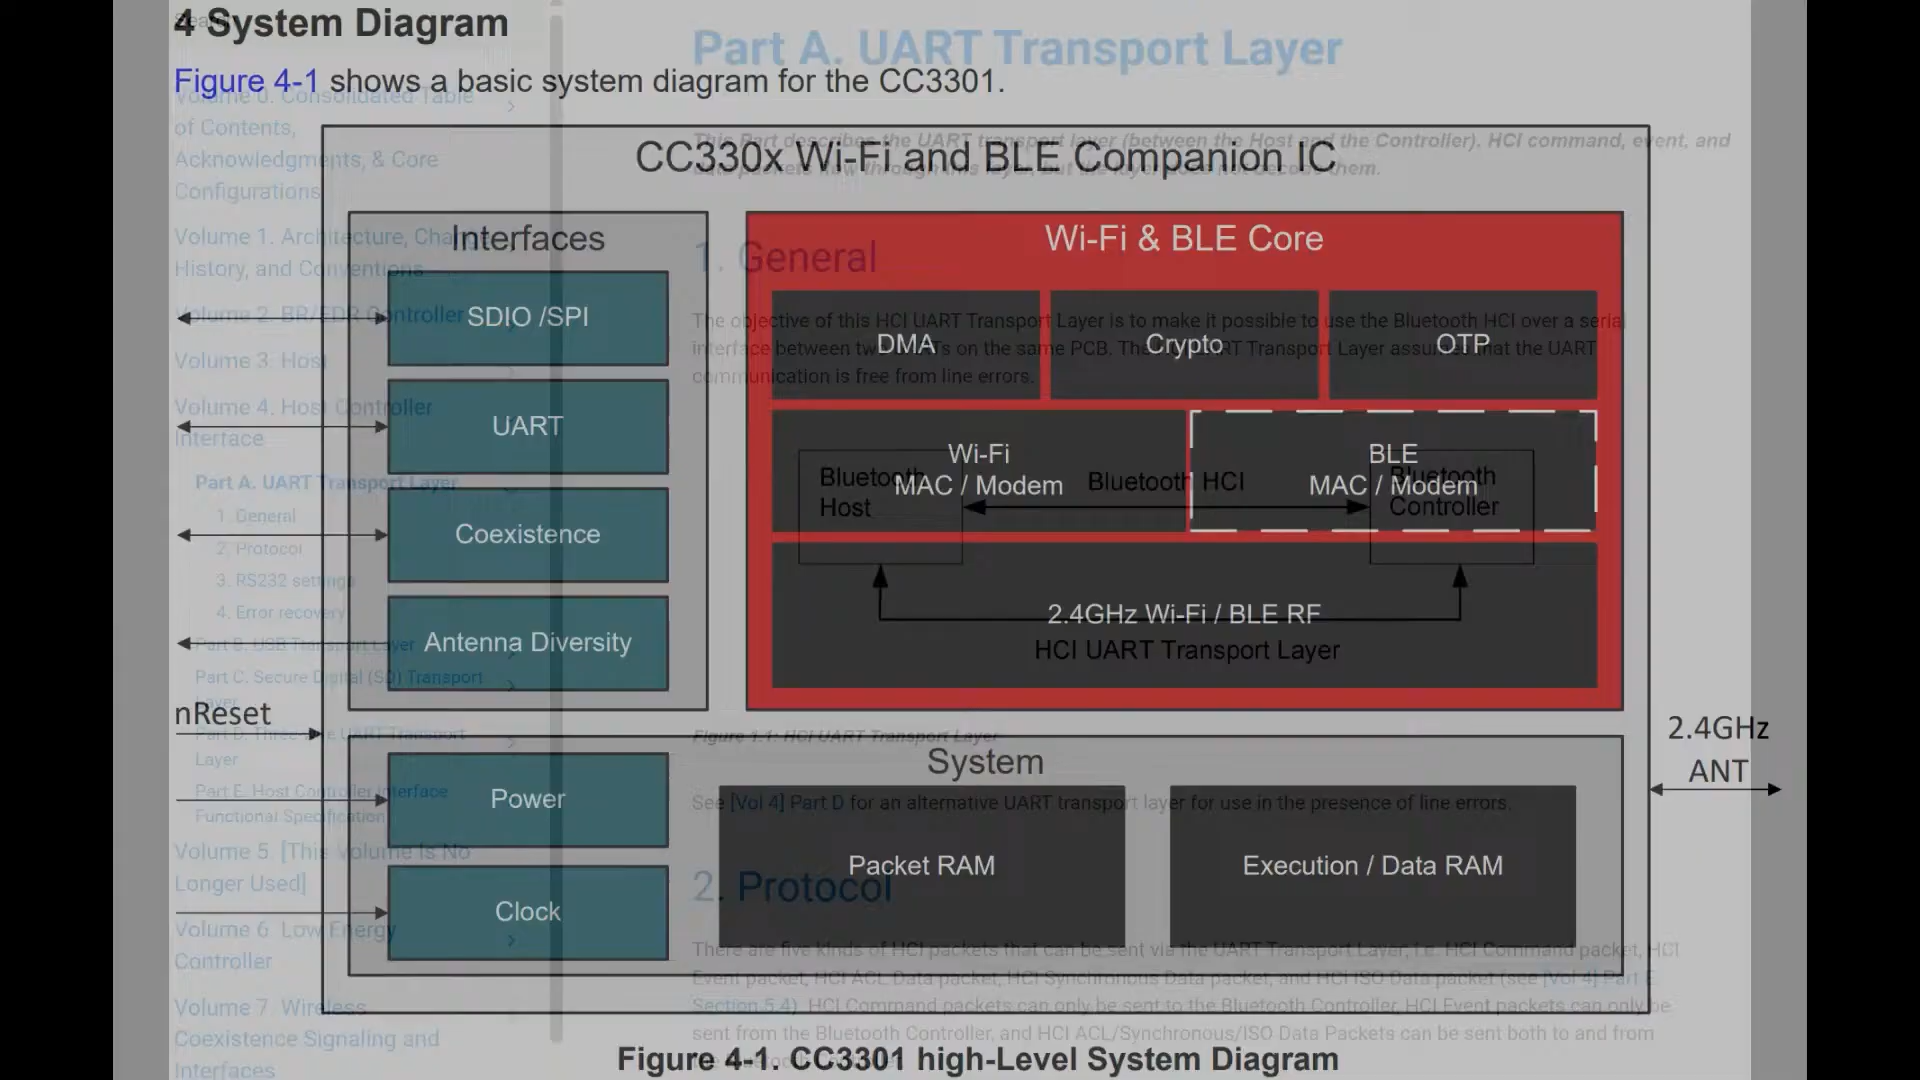 4 System Diagram
Figure 4-1 shows a basic system diagram for the CC3301.
CC330x Wi-Fi and BLE Companion IC
Interfaces
SDIO /SPI
UART
Coexistence
Antenna Diversity
nReset
Power
Clock
Wi-Fi & BLE Core
DMA
Crypto
OTP
Wi-Fi
MAC / Modem
BLE
MAC / Modem
2.4GHz Wi-Fi / BLE RF
System
Packet RAM
Execution / Data RAM
2.4GHz
ANT
Figure 4-1. CC3301 high-Level System Diagram
Volume 0. Consolidated Table
of Contents,
Acknowledgments, & Core
Configurations
Volume 1. Architecture, Change
History, and Conventions
Volume 2. BR/EDR Controller
Volume 3. Host
Volume 4. Host Controller
Interface
Part A. UART Transport Layer
1. General
2. Protocol
3. RS232 settings
4. Error recovery
Part B. USB Transport Layer
Part C. Secure Digital (SD) Transport
Layer
Part D. Three-wire UART Transport
Layer
Part E. Host Controller Interface
Functional Specification
Volume 5. [This Volume Is No
Longer Used]
Volume 6. Low Energy
Controller
Volume 7. Wireless
Coexistence Signaling and
Interfaces
Part A. UART Transport Layer
This Part describes the UART transport layer (between the Host and the Controller). HCI command, event, and
data packets flow through this layer, but the layer does not decode them.
1. General
The objective of this HCI UART Transport Layer is to make it possible to use the Bluetooth HCI over a serial
interface between two UARTs on the same PCB. The HCI UART Transport Layer assumes that the UART
communication is free from line errors.
Bluetooth
Host
Bluetooth HCI
Bluetooth
Controller
HCI UART Transport Layer
Figure 1.1: HCI UART Transport Layer
See [Vol 4] Part D for an alternative UART transport layer for use in the presence of line errors.
2. Protocol
There are five kinds of HCI packets that can be sent via the UART Transport Layer, i.e. HCI Command packet, HCI
Event packet, HCI ACL Data packet, HCI Synchronous Data packet, and HCI ISO Data packet (see [Vol 4] Part E,
Section 5.4). HCI Command packets can only be sent to the Bluetooth Controller, HCI Event packets can only be
sent from the Bluetooth Controller, and HCI ACL/Synchronous/ISO Data Packets can be sent both to and from